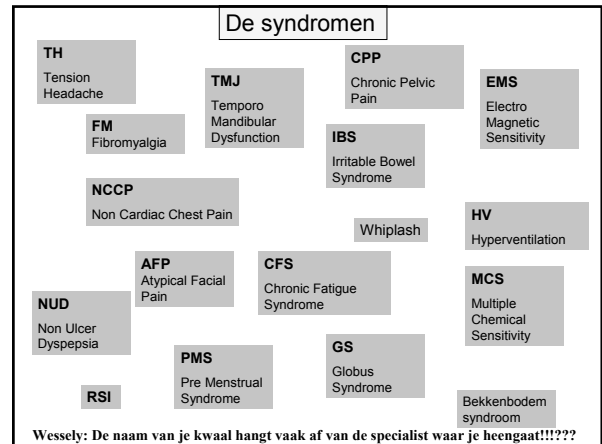 De syndromen
TH
Tension
Headache
TMJ
Temporo
Mandibular
Dysfunction
CPP
Chronic Pelvic
Pain
EMS
Electro
Magnetic
Sensitivity
FM
Fibromyalgia
IBS
Irritable Bowel
Syndrome
NCCP
Non Cardiac Chest Pain
Whiplash
HV
Hyperventilation
AFP
Atypical Facial
Pain
CFS
Chronic Fatigue
Syndrome
MCS
Multiple
Chemical
Sensitivity
NUD
Non Ulcer
Dyspepsia
PMS
Pre Menstrual
Syndrome
GS
Globus
Syndrome
RSI
Bekkenbodem
syndroom
Wessely: De naam van je kwaal hangt vaak af van de specialist waar je heengaat!!!???